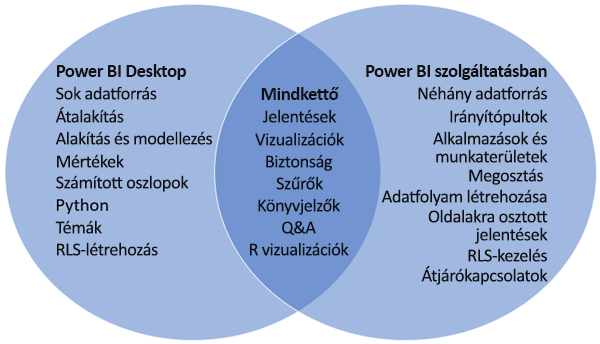 Power BI Desktop
Sok adatforrás
Átalakítás
Alakítás és modellezés
Mértékek
Számított oszlopok
Python
Témák
RLS-létrehozás
Mindkettő
Jelentések
Vizualizációk
Biztonság
Szűrők
Könyvjelzők
Q&A
R vizualizációk
Power BI szolgáltatásban
Néhány adatforrás
Irányítópultok
Alkalmazások és
munkaterületek
Megosztás
Adatfolyam létrehozása
Oldalakra osztott
jelentések
RLS-kezelés
Átjárókapcsolatok